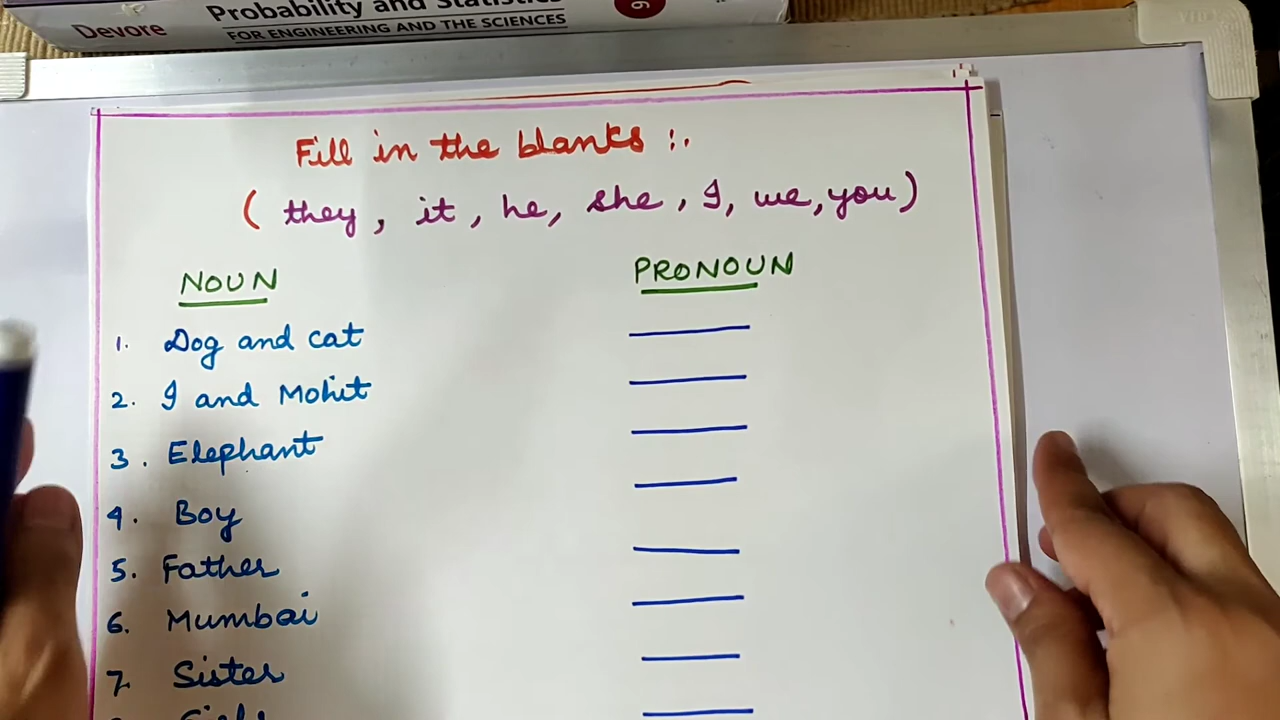 Probability and Statistics
Devore
FOR ENGINEERING AND THE SCIENCES
9
Fill in the blanks :.
( they, it, he, she, I, we, you)
NOUN PRONOUN
1. Dog and cat
2. I and Mohit
3. Elephant
4. Boy
5. Father
6. Mumbai
7. Sister